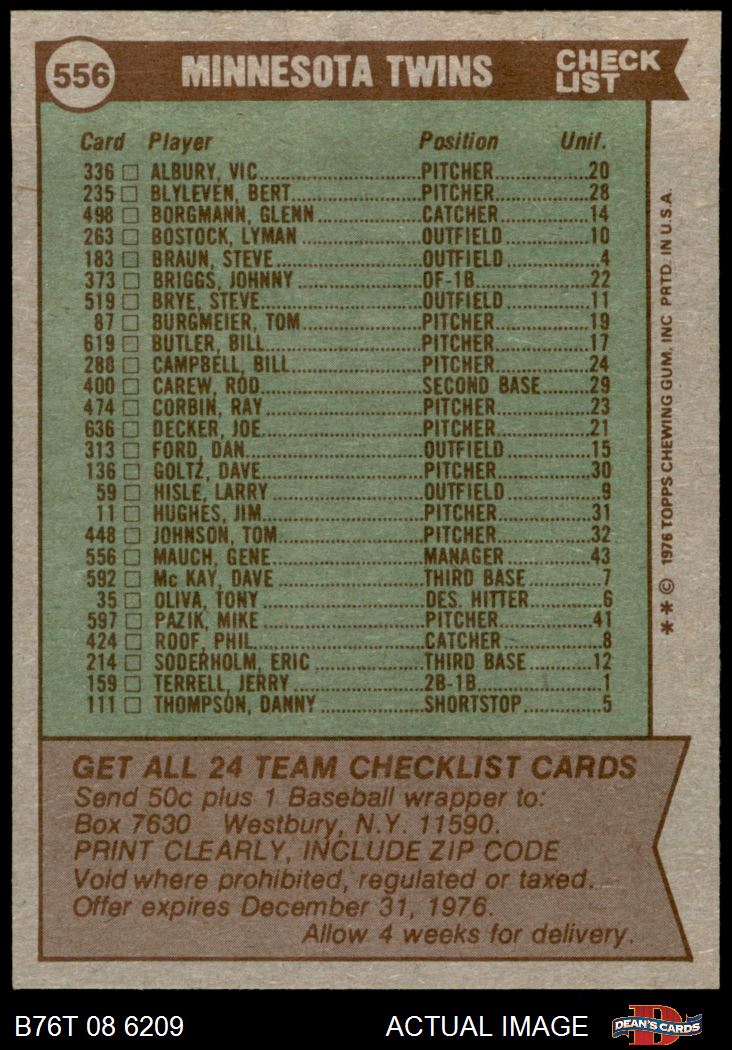 556 MINNESOTA TWINS CHECK LIST
Card Player Position Unif.
336 □ ALBURY, VIC PITCHER 20
235 □ BLYLEVEN, BERT PITCHER 28
498 □ BORGMANN, GLENN CATCHER 14
263 □ BOSTOCK, LYMAN OUTFIELD 10
183 □ BRAUN, STEVE OUTFIELD 4
373 □ BRIGGS, JOHNNY OF-1B 22
519 □ BRYE, STEVE OUTFIELD 11
87 □ BURGMEIER, TOM PITCHER 19
619 □ BUTLER, BILL PITCHER 17
288 □ CAMPBELL, BILL PITCHER 24
400 □ CAREW, ROD SECOND BASE 29
474 □ CORBIN, RAY PITCHER 23
636 □ DECKER, JOE PITCHER 21
313 □ FORD, DAN OUTFIELD 15
136 □ GOLTZ, DAVE PITCHER 30
59 □ HISLE, LARRY OUTFIELD 9
11 □ HUGHES, JIM PITCHER 31
448 □ JOHNSON, TOM PITCHER 32
556 □ MAUCH, GENE MANAGER 43
592 □ Mc KAY, DAVE THIRD BASE 7
35 □ OLIVA, TONY DES. HITTER 6
597 □ PAZIK, MIKE PITCHER 41
424 □ ROOF, PHIL CATCHER 8
214 □ SODERHOLM, ERIC THIRD BASE 12
159 □ TERRELL, JERRY 2B-1B 1
111 □ THOMPSON, DANNY SHORTSTOP 5
* * © 1976 TOPPS CHEWING GUM. INC PRTD. IN U.S.A.
GET ALL 24 TEAM CHECKLIST CARDS
Send 50c plus 1 Baseball wrapper to:
Box 7630 Westbury, N.Y. 11590.
PRINT CLEARLY, INCLUDE ZIP CODE
Void where prohibited, regulated or taxed.
Offer expires December 31, 1976.
Allow 4 weeks for delivery.
B76T 08 6209 ACTUAL IMAGE DEAN'S CARDS